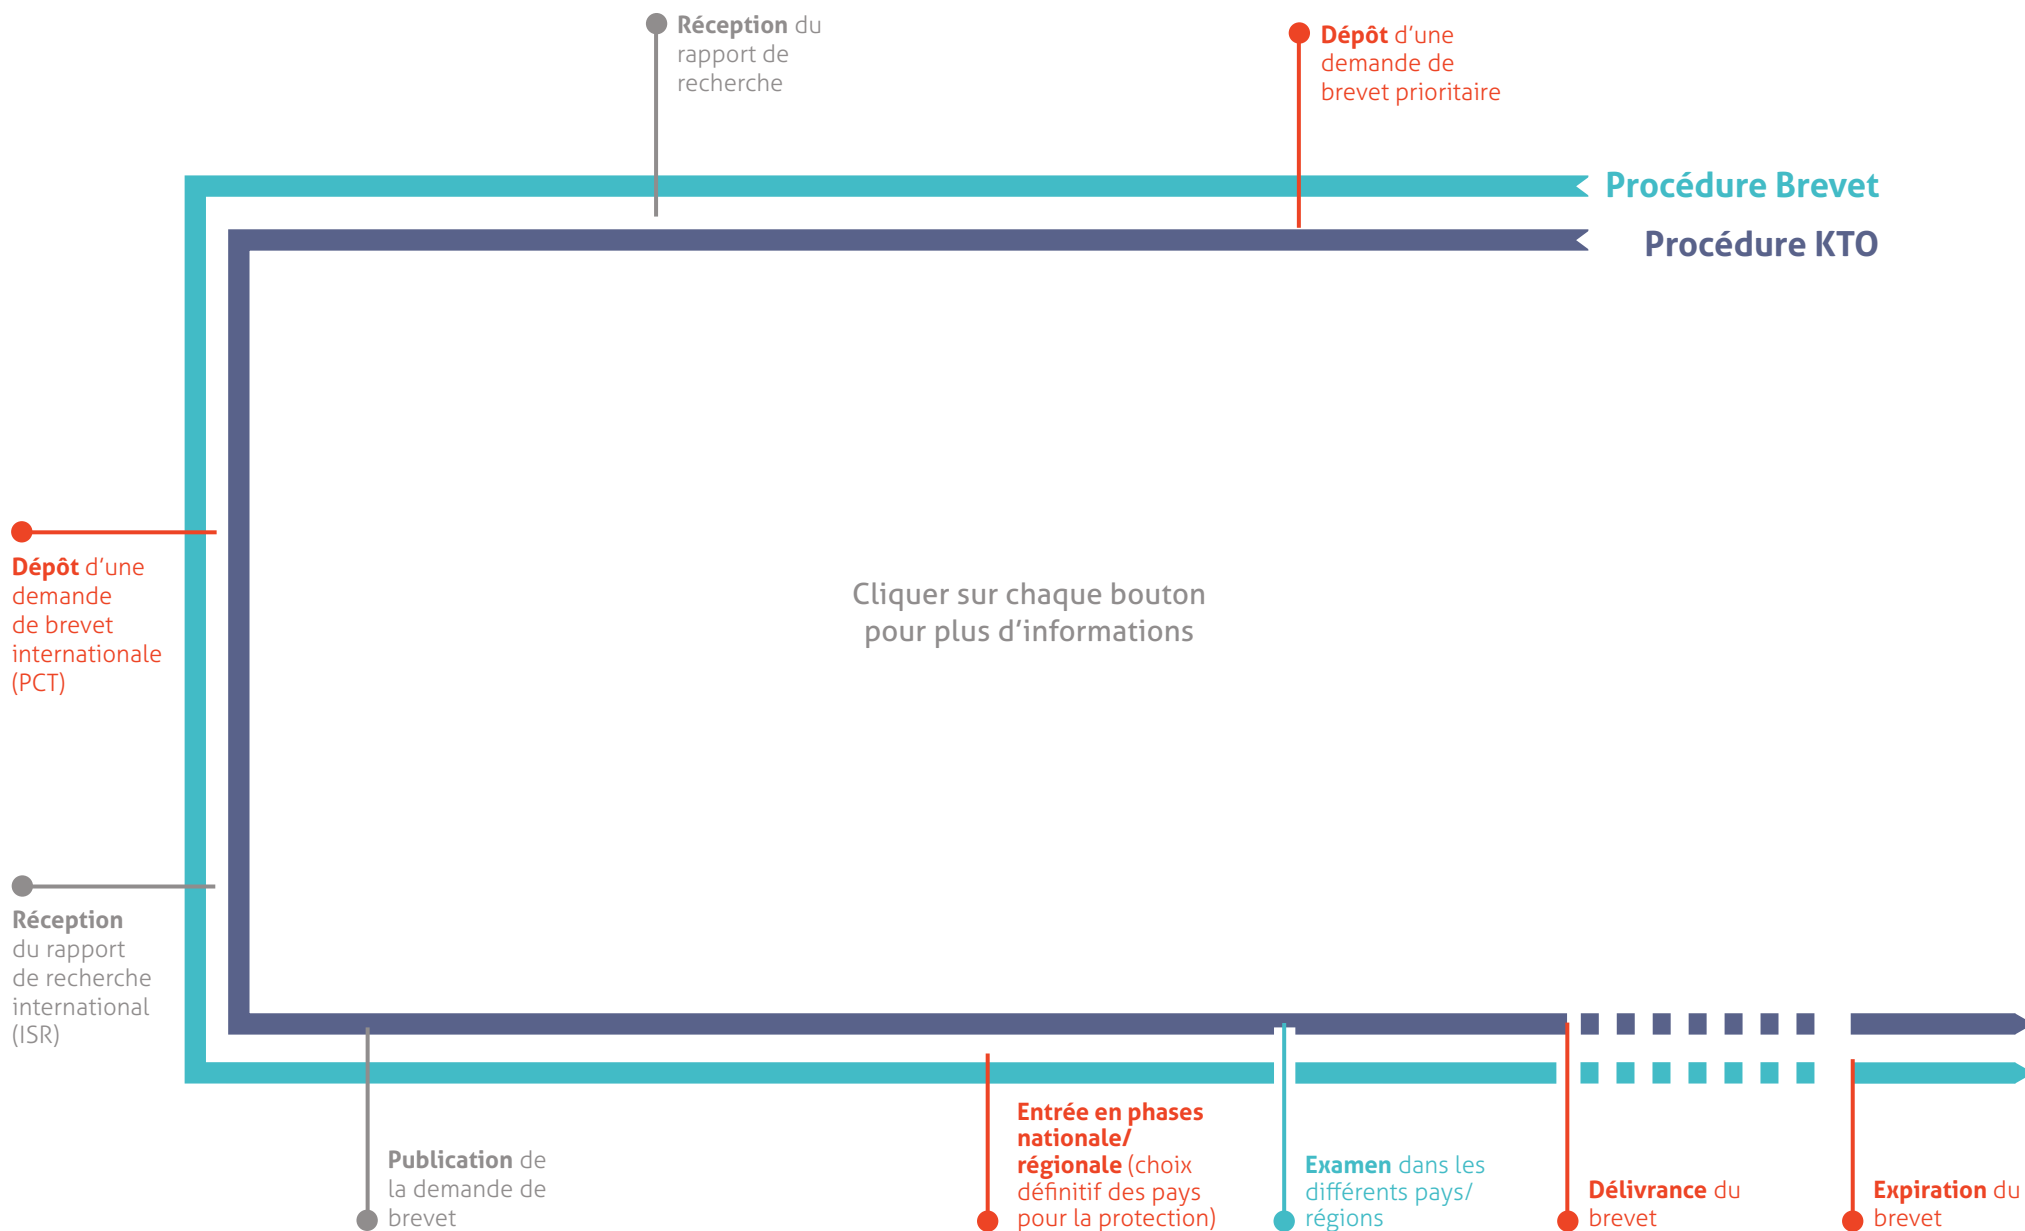 Réception du
rapport de
recherche
Dépôt d'une
demande de
brevet prioritaire
Procédure Brevet
Procédure KTO
Dépôt d'une
demande
de brevet
internationale
(PCT)
Cliquer sur chaque bouton
pour plus d'informations
Réception
du rapport
de recherche
international
(ISR)
Publication de
la demande de
brevet
Entrée en phases
nationale/
régionale (choix
définitif des pays
pour la protection)
Examen dans les
différents pays/
régions
Délivrance du
brevet
Expiration du
brevet